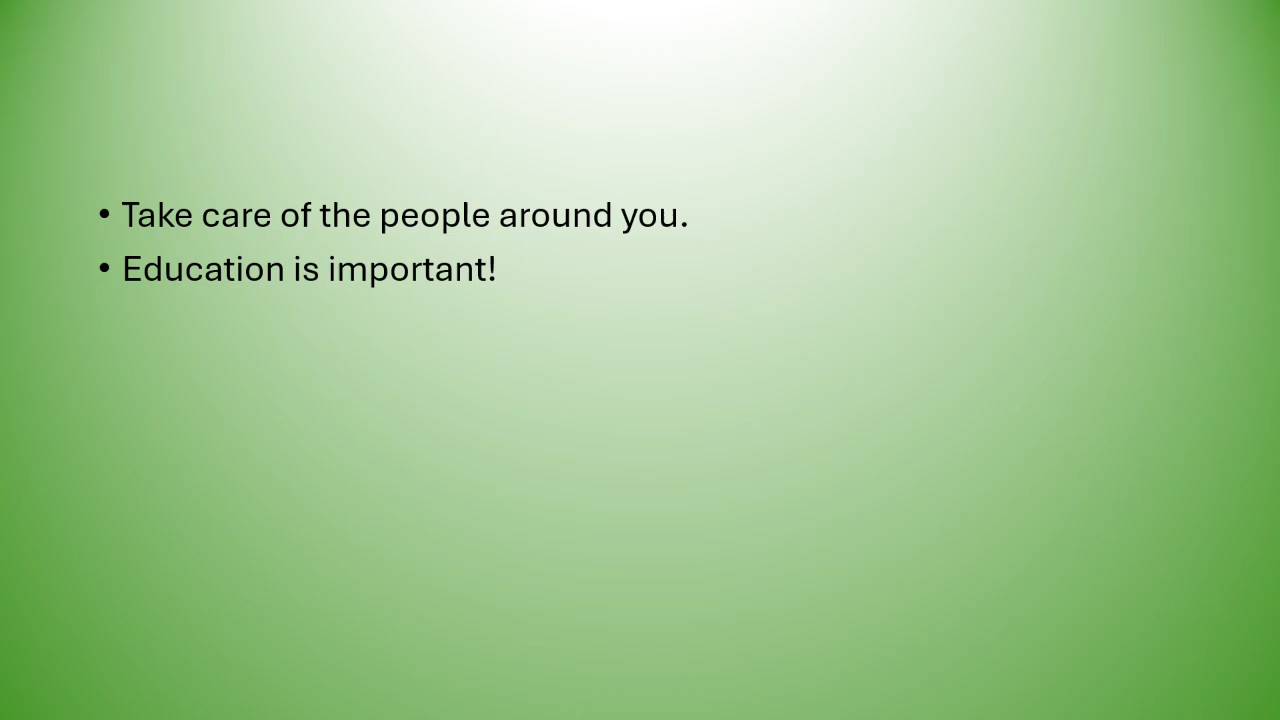 • Take care of the people around you.
• Education is important!